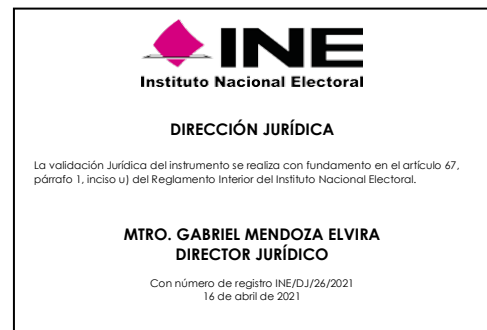 INE
Instituto Nacional Electoral
DIRECCIÓN JURÍDICA
La validación Jurídica del instrumento se realiza con fundamento en el artículo 67,
párrafo 1, inciso u) del Reglamento Interior del Instituto Nacional Electoral.
MTRO. GABRIEL MENDOZA ELVIRA
DIRECTOR JURÍDICO
Con número de registro INE/DJ/26/2021
16 de abril de 2021